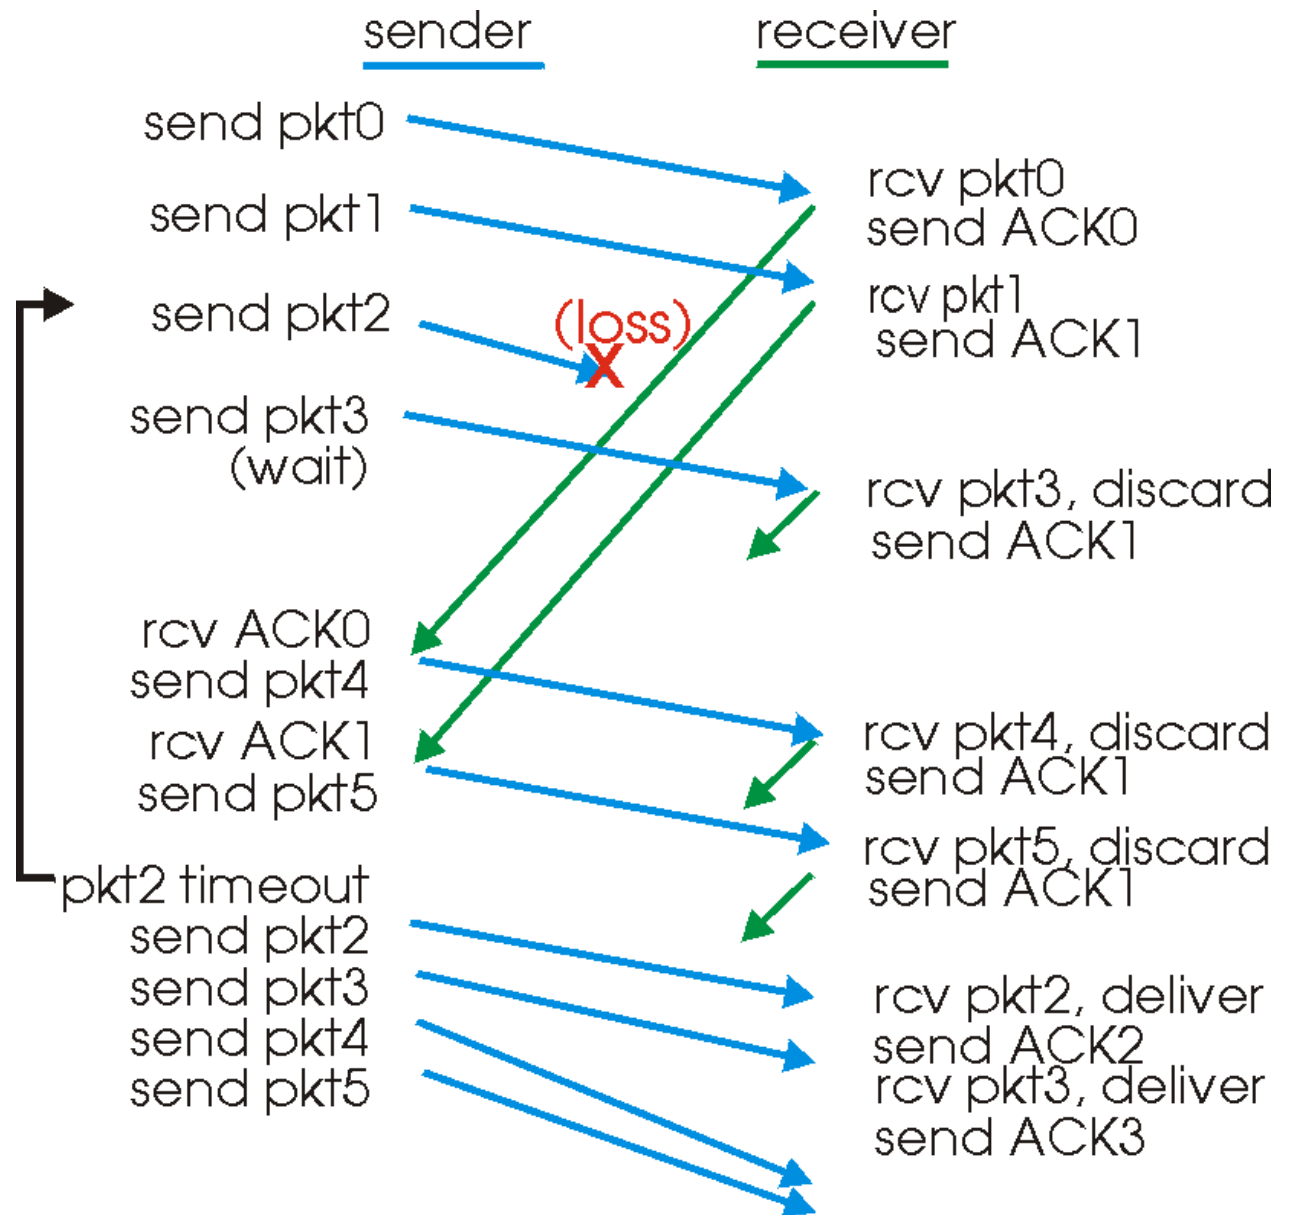 sender
receiver
send pkt0
rcv pkt0
send ACK0
send pkt1
rcv pkt1
send ACK1
send pkt2
(loss)
X
send pkt3
(wait)
rcv pkt3, discard
send ACK1
rcv ACK0
send pkt4
rcv ACK1
send pkt5
rcv pkt4, discard
send ACK1
rcv pkt5, discard
send ACK1
pkt2 timeout
send pkt2
send pkt3
send pkt4
send pkt5
rcv pkt2, deliver
send ACK2
rcv pkt3, deliver
send ACK3